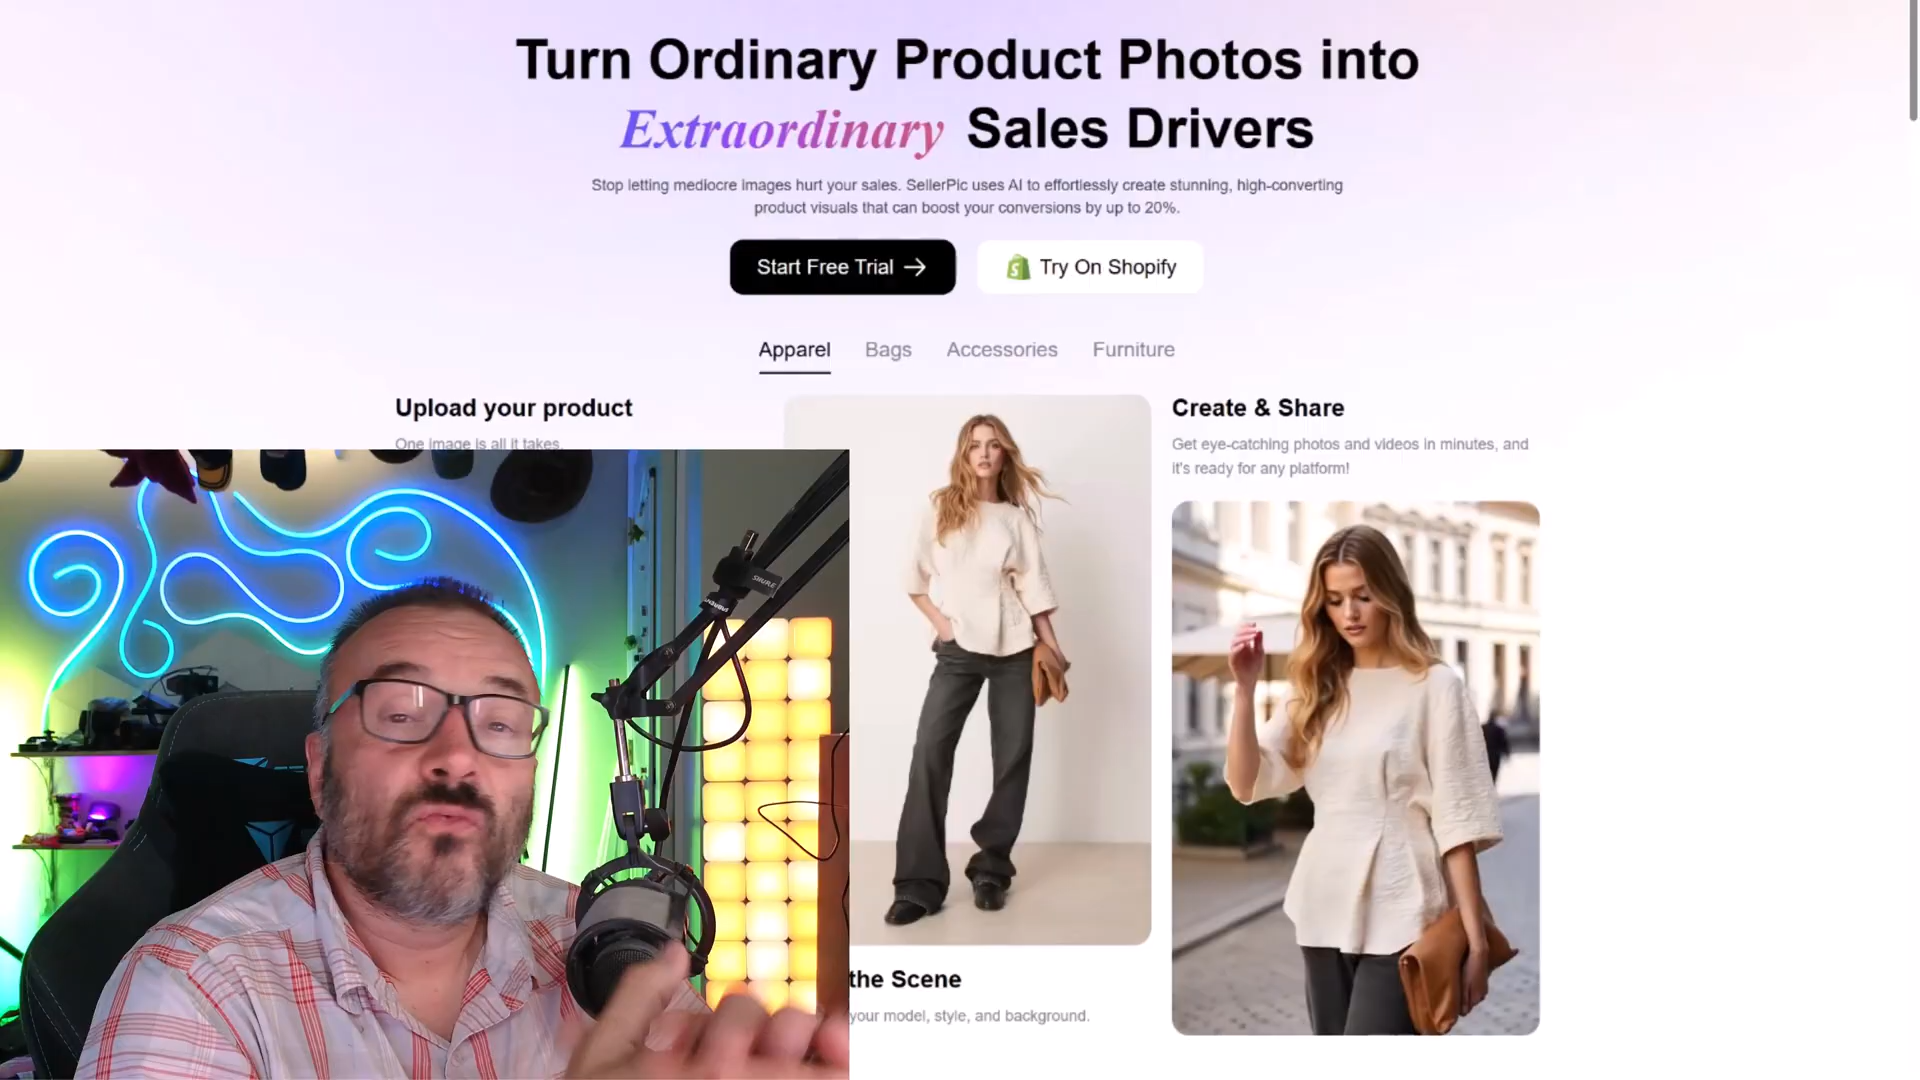 Turn Ordinary Product Photos into
Extraordinary Sales Drivers
Stop letting mediocre images hurt your sales. SellerPic uses AI to effortlessly create stunning, high-converting
product visuals that can boost your conversions by up to 20%.
Start Free Trial →
Try On Shopify
Apparel Bags Accessories Furniture
Upload your product
One image is all it takes.
Create & Share
Get eye-catching photos and videos in minutes, and
it's ready for any platform!
SHURE
the Scene
your model, style, and background.